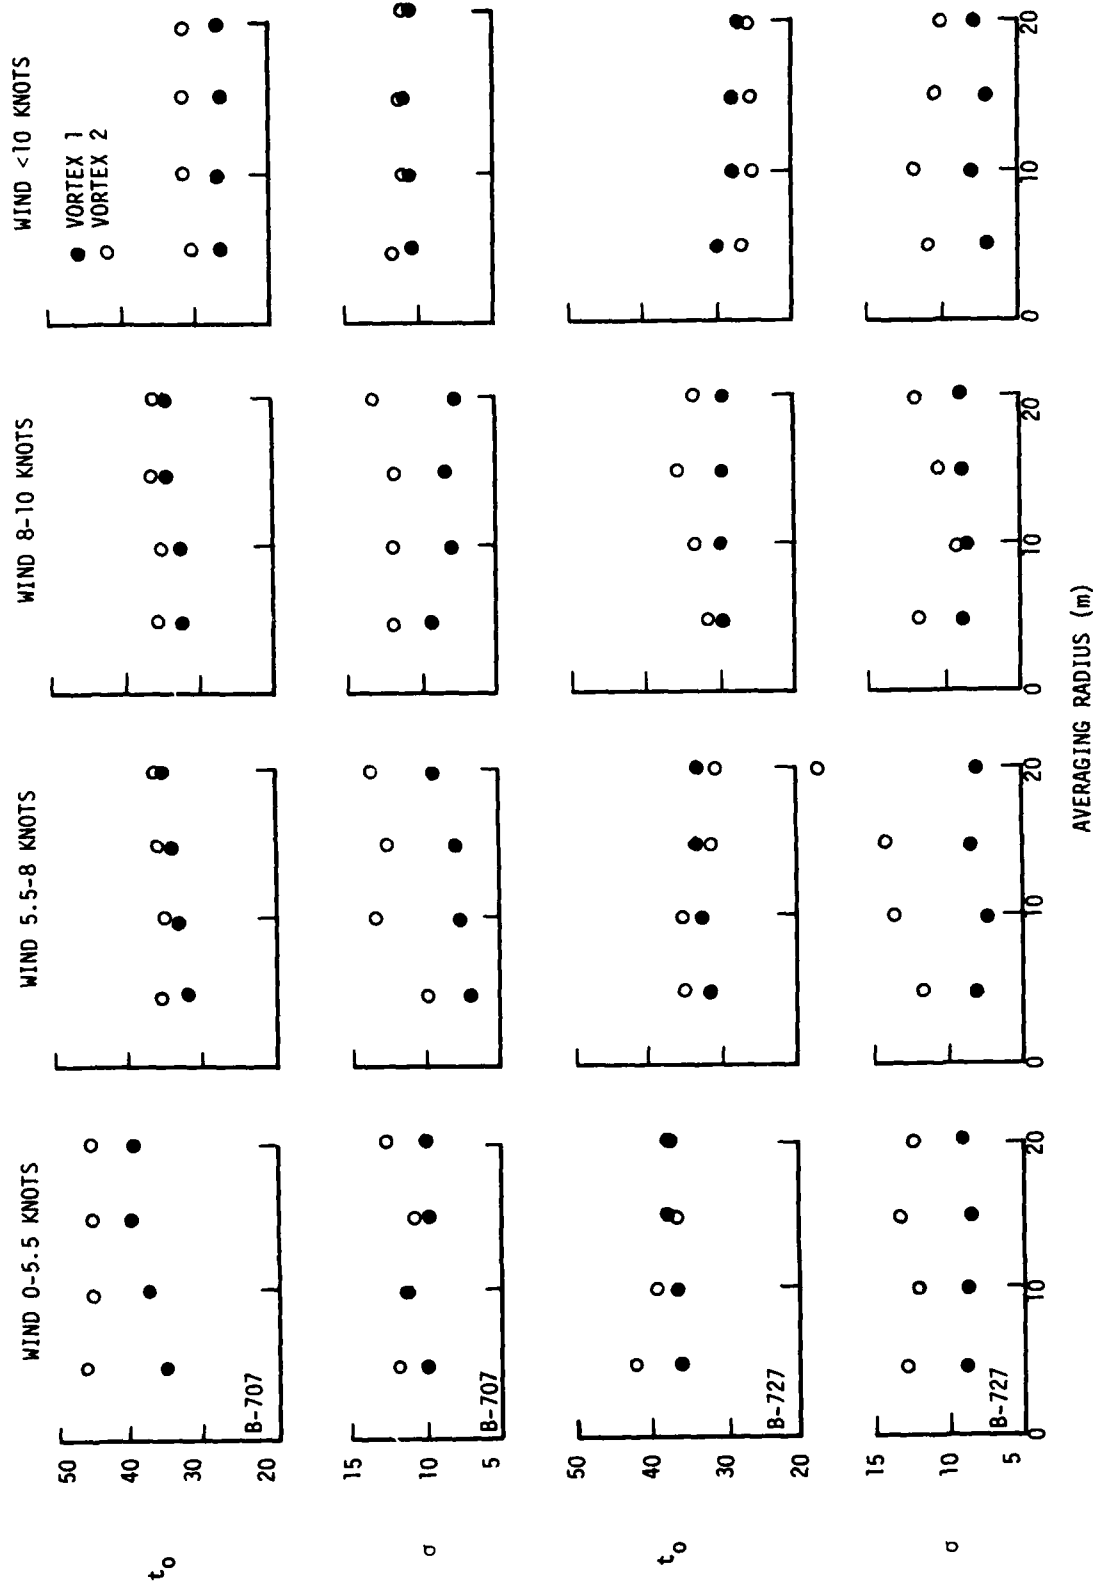 WIND 0-5.5 KNOTS
WIND 5.5-8 KNOTS
WIND 8-10 KNOTS
WIND <10 KNOTS
● VORTEX 1
○ VORTEX 2
t₀
50
40
30
20
B-707
σ
15
10
5
B-707
t₀
50
40
30
20
B-727
σ
15
10
5
B-727
0
10
20
0
10
20
0
10
20
0
10
20
AVERAGING RADIUS (m)